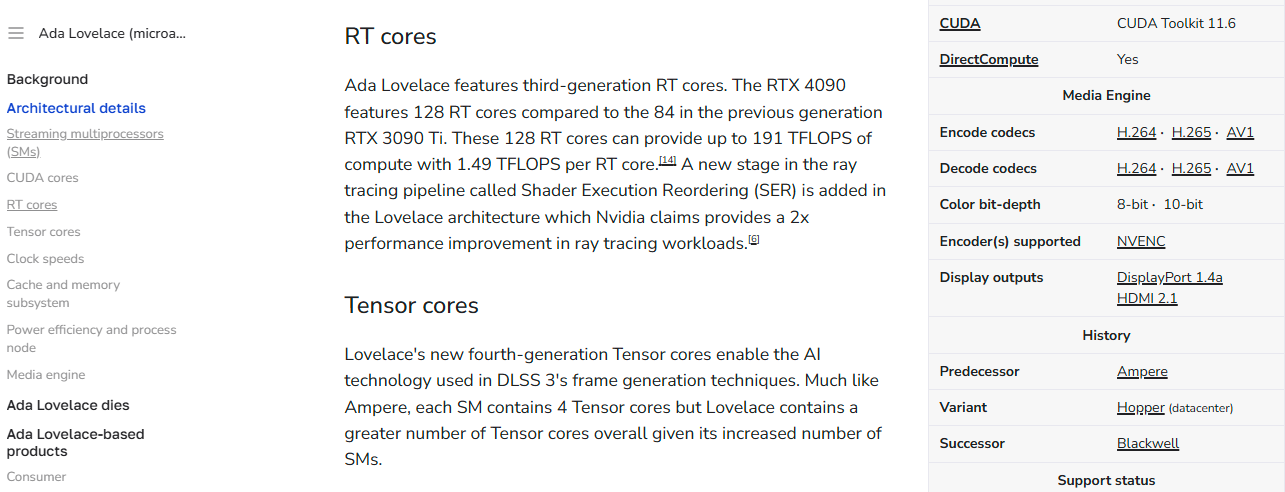 Ada Lovelace (microa...
Background
Architectural details
Streaming multiprocessors
(SMs)
CUDA cores
RT cores
Tensor cores
Clock speeds
Cache and memory
subsystem
Power efficiency and process
node
Media engine
Ada Lovelace dies
Ada Lovelace-based
products
Consumer
RT cores
Ada Lovelace features third-generation RT cores. The RTX 4090
features 128 RT cores compared to the 84 in the previous generation
RTX 3090 Ti. These 128 RT cores can provide up to 191 TFLOPS of
compute with 1.49 TFLOPS per RT core.[14] A new stage in the ray
tracing pipeline called Shader Execution Reordering (SER) is added in
the Lovelace architecture which Nvidia claims provides a 2x
performance improvement in ray tracing workloads.[6]
Tensor cores
Lovelace's new fourth-generation Tensor cores enable the AI
technology used in DLSS 3's frame generation techniques. Much like
Ampere, each SM contains 4 Tensor cores but Lovelace contains a
greater number of Tensor cores overall given its increased number of
SMs.
CUDA CUDA Toolkit 11.6
DirectCompute Yes
Media Engine
Encode codecs H.264 · H.265 · AV1
Decode codecs H.264 · H.265 · AV1
Color bit-depth 8-bit · 10-bit
Encoder(s) supported NVENC
Display outputs DisplayPort 1.4a
HDMI 2.1
History
Predecessor Ampere
Variant Hopper (datacenter)
Successor Blackwell
Support status